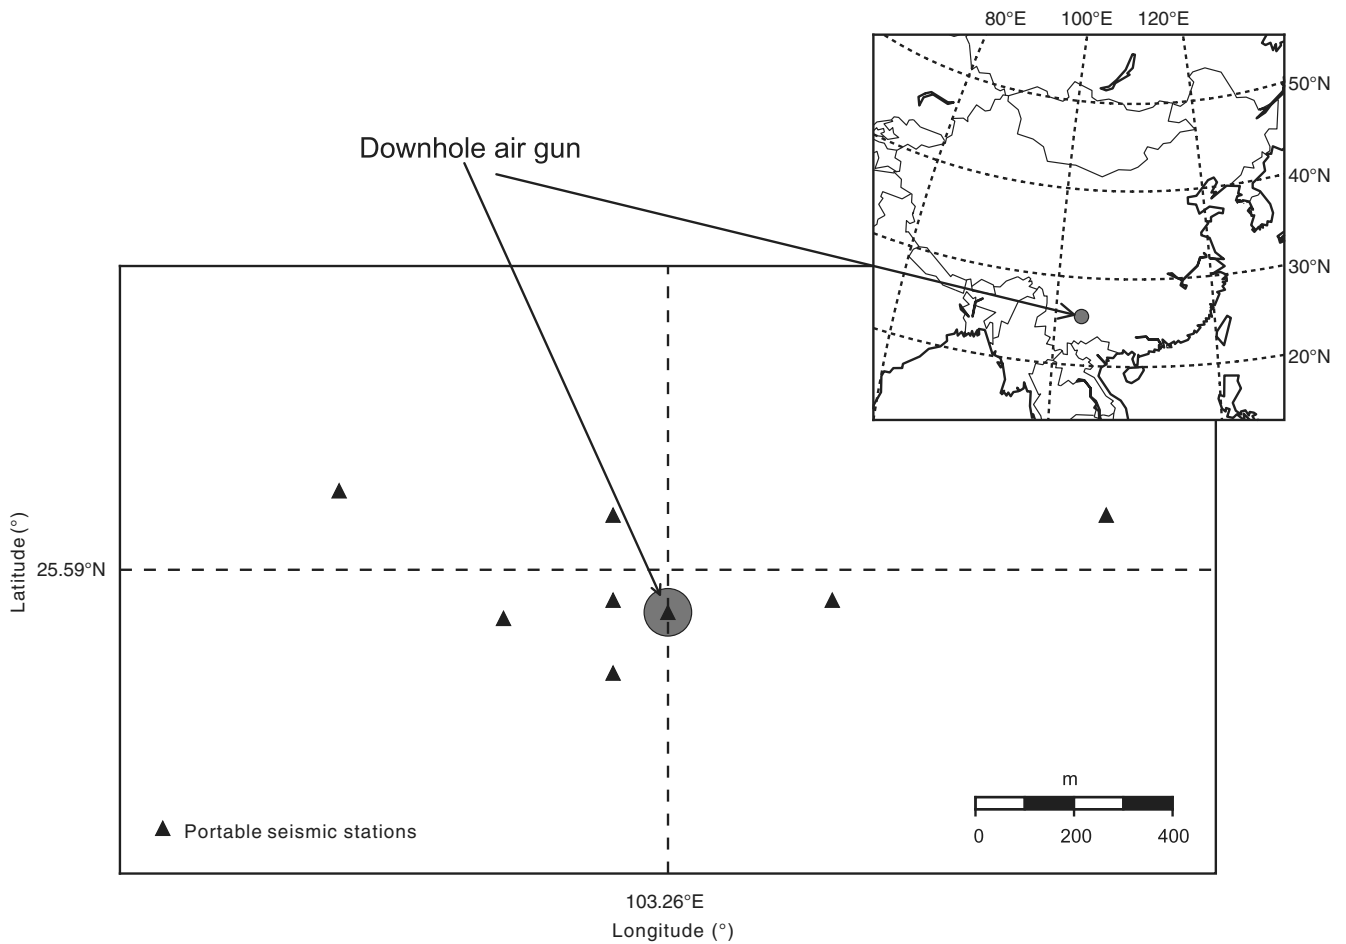 80°E 100°E 120°E
50°N
Downhole air gun
40°N
30°N
20°N
Latitude (°)
25.59°N
m
0 200 400
Portable seismic stations
103.26°E
Longitude (°)